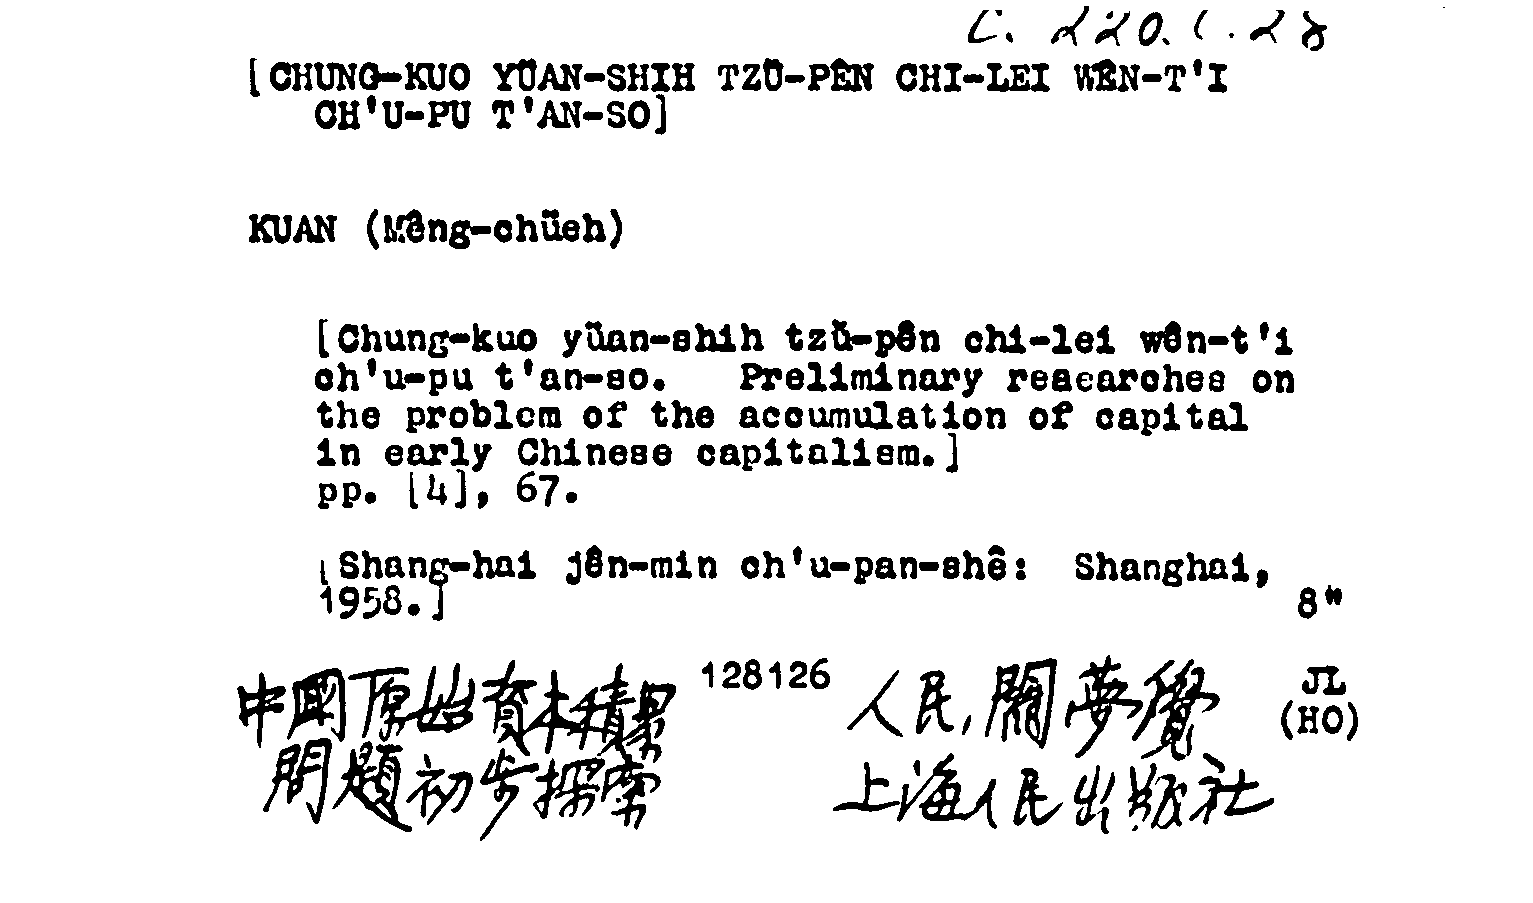 C. 220. c. 28
[CHUNG-KUO YÜAN-SHIH TZŬ-PÊN CHI-LEI WÊN-T'I
CH'U-PU T'AN-SO]
KUAN (Mêng-chüeh)
[Chung-kuo yüan-shih tzŭ-pên chi-lei wên-t'i
ch'u-pu t'an-so. Preliminary researches on
the problem of the accumulation of capital
in early Chinese capitalism.]
pp. [4], 67.
[Shang-hai jên-min ch'u-pan-shê: Shanghai,
1958.]
8"
中國原始資本積累 128126 人民, 關夢覺 JL
問題初步探索 上海人民出版社 (HO)